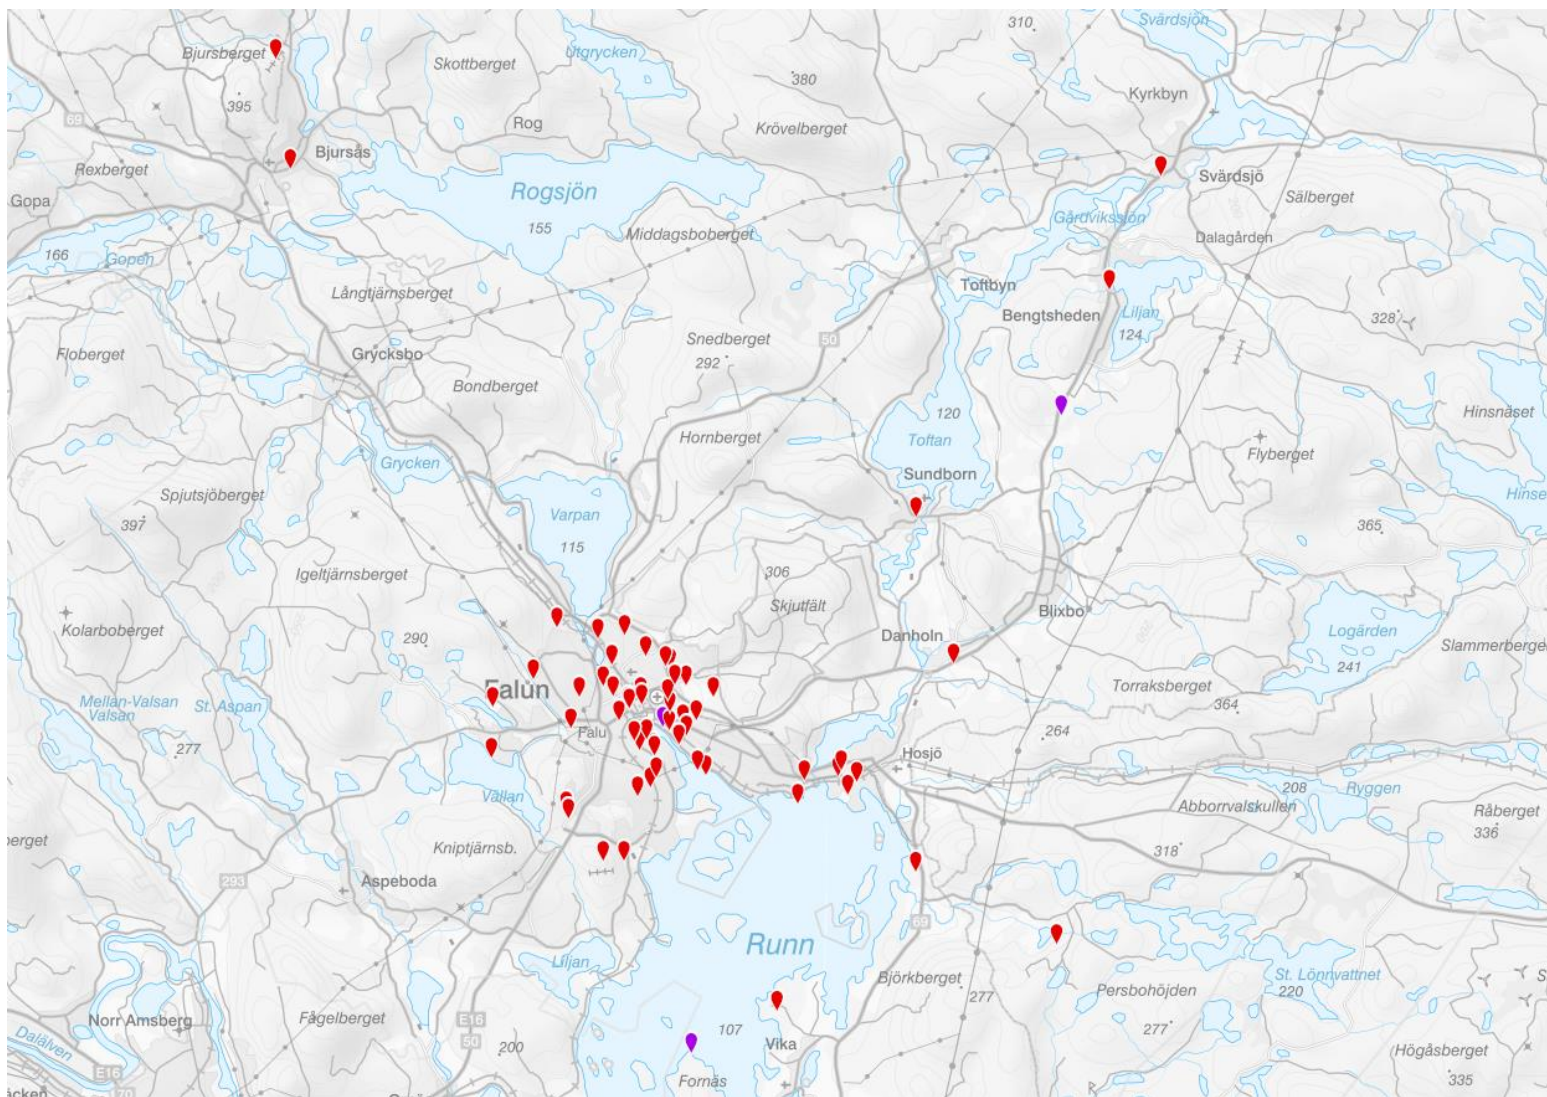 310
Svärdsjön
Bjursberget
Skottberget
Utgrycken
380
Kyrkbyn
395
69
Rog
Krövelberget
Bjursås
Rexberget
Svärdsjö
Gopa
Rogsjön
Sälberget
Gårdvikssjön
155
Middagsboberget
Dalagården
166
Gopen
Toftbyn
Långtjärnsberget
Bengtsheden
Liljan
328
124
Snedberget
50
Floberget
Grycksbo
292
Bondberget
120
Hinsnäset
Hornberget
Toftan
Flyberget
Grycken
Sundborn
Spjutsjöberget
Hinse
Varpan
397
365
115
Igeltjärnsberget
306
Skjutfält
Blixbo
Kolarboberget
290
Danholn
Logärden
Slammerberge
241
Falun
Torraksberget
Mellan-Valsan
Valsan
St. Aspan
364
277
Falu
264
Hosjö
Vällan
208
Ryggen
Abborrvalskullen
Råberget
berget
Kniptjärnsb.
318
336
293
Aspeboda
69
Runn
Liljan
Björkberget
St. Lönnvattnet
277
Persbohöjden
220
Norr Amsberg
Fågelberget
E16
50
107
Vika
277
Dalälven
200
Högåsberget
E16
Fornäs
335
äcken
70